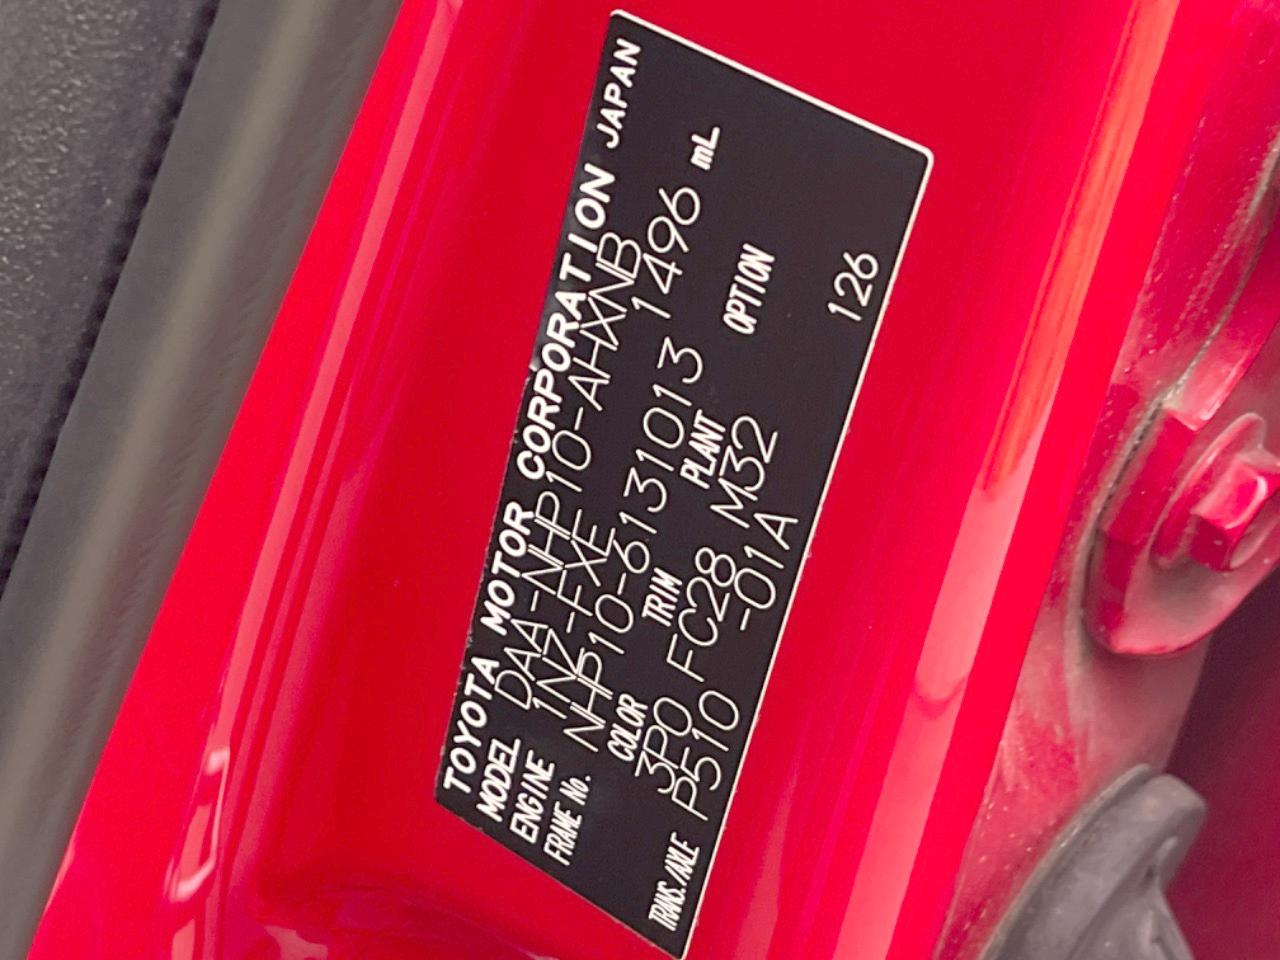 TOYOTA MOTOR CORPORATION JAPAN
MODEL DAA-NHP10-AHXNB
ENGINE 1NZ-FXE 1496 mL
FRAME No. NHP10-6131013
COLOR TRIM PLANT OPTION
3P0 FC28 M32
TRANS./AXLE P510 -01A 126